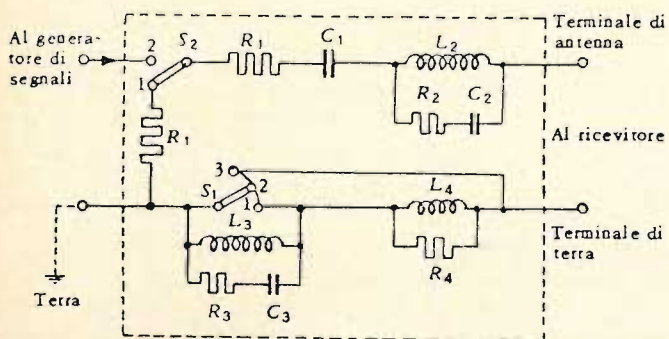 Al genera-
tore di
segnali
2
S2
1
R1
C1
L2
R2
C2
Terminale di
antenna
R1
Al ricevitore
3
S1
2
1
L3
R3
C3
L4
R4
Terminale di
terra
Terra